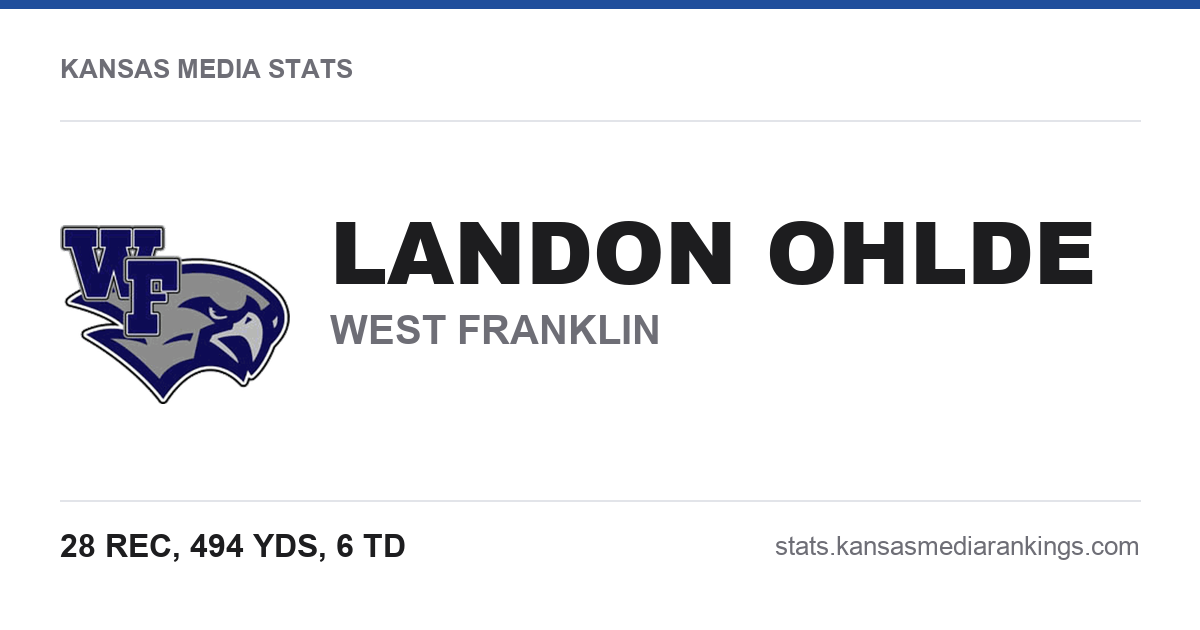 KANSAS MEDIA STATS
WF
LANDON OHLDE
WEST FRANKLIN
28 REC, 494 YDS, 6 TD
stats.kansasmediarankings.com